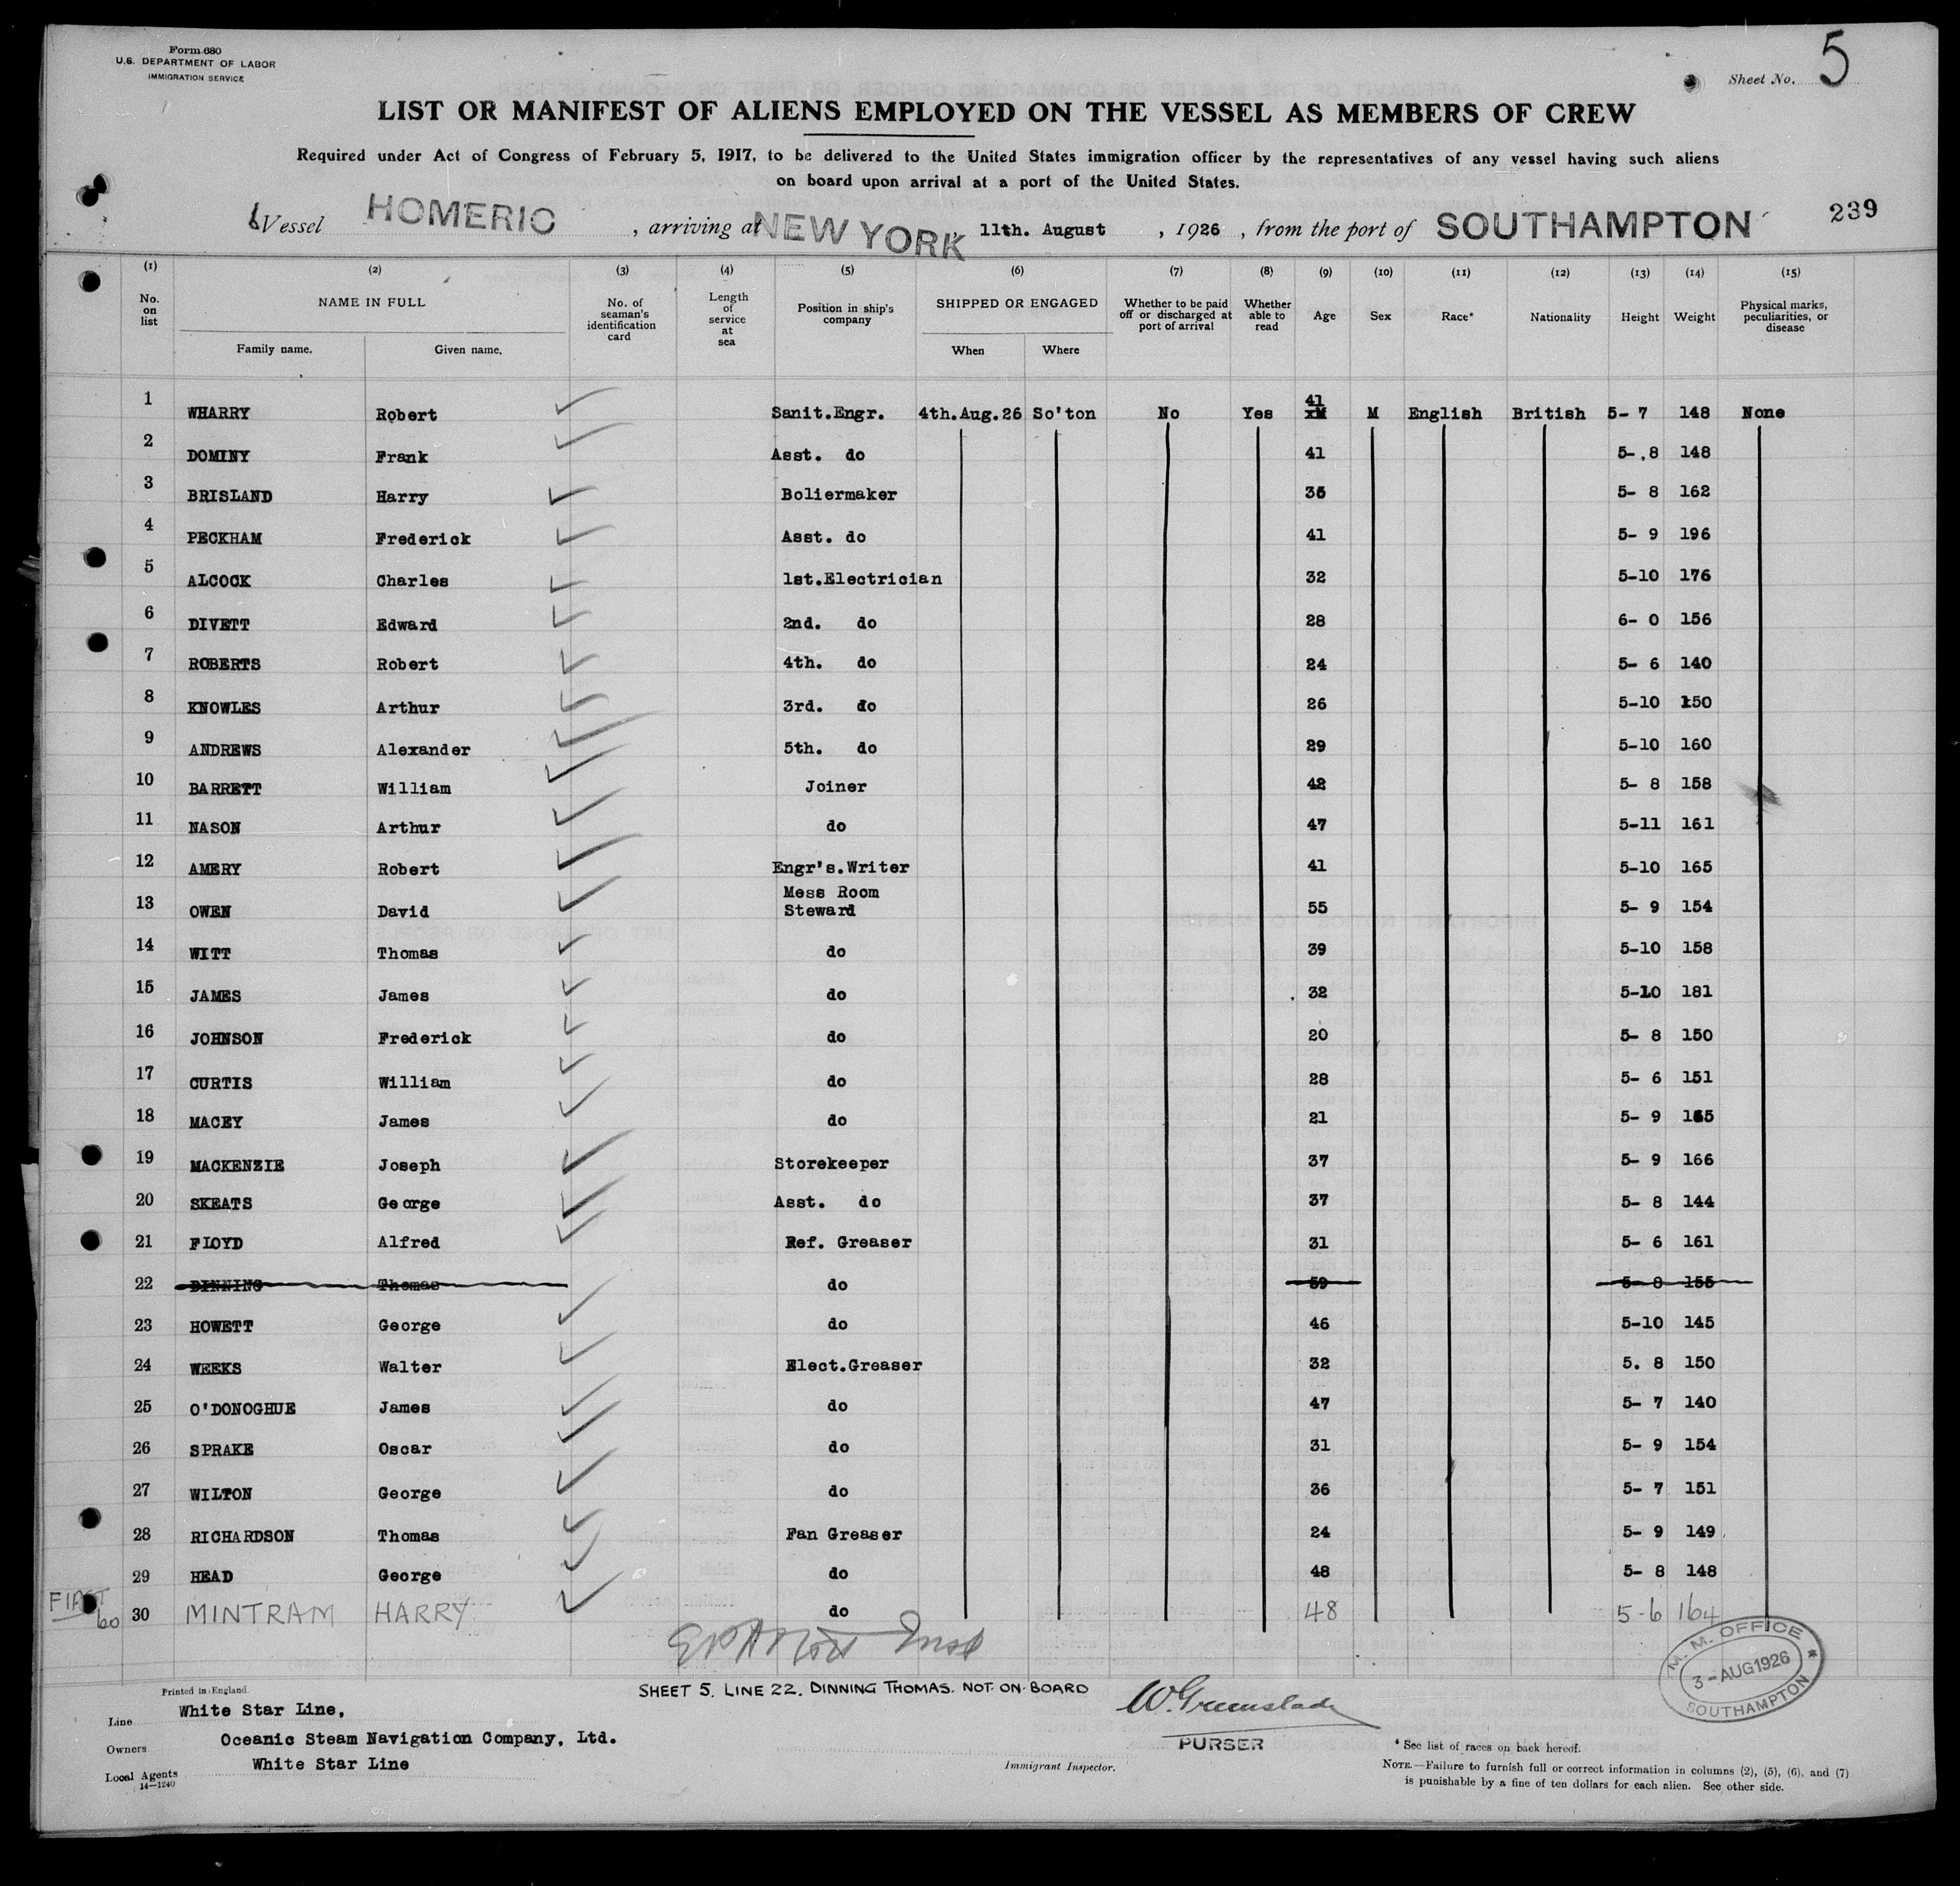 Form 680
U.S. DEPARTMENT OF LABOR
IMMIGRATION SERVICE
Sheet No. 5
LIST OR MANIFEST OF ALIENS EMPLOYED ON THE VESSEL AS MEMBERS OF CREW
Required under Act of Congress of February 5, 1917, to be delivered to the United States immigration officer by the representatives of any vessel having such aliens
on board upon arrival at a port of the United States.
Vessel HOMERIC, arriving at NEW YORK, 11th. August, 1926, from the port of SOUTHAMPTON 239
(1) (2) (3) (4) (5) (6) (7) (8) (9) (10) (11) (12) (13) (14) (15)
No. on list NAME IN FULL Family name. Given name. No. of seaman's identification card Length of service at sea Position in ship's company SHIPPED OR ENGAGED When Where Whether to be paid off or discharged at port of arrival Whether able to read Age Sex Race* Nationality Height Weight Physical marks, peculiarities, or disease
1 WHARRY Robert Sanit.Engr. 4th.Aug.26 So'ton No Yes 41 M English British 5- 7 148 None
2 DOMINY Frank Asst. do 41 5- .8 148
3 BRISLAND Harry Boliermaker 36 5- 8 162
4 PECKHAM Frederick Asst. do 41 5- 9 196
5 ALCOCK Charles 1st.Electrician 32 5-10 176
6 DIVETT Edward 2nd. do 28 6- 0 156
7 ROBERTS Robert 4th. do 24 5- 6 140
8 KNOWLES Arthur 3rd. do 26 5-10 150
9 ANDREWS Alexander 5th. do 29 5-10 160
10 BARRETT William Joiner 42 5- 8 158
11 NASON Arthur do 47 5-11 161
12 AMERY Robert Engr's.Writer 41 5-10 165
13 OWEN David Mess Room Steward 55 5- 9 154
14 WITT Thomas do 39 5-10 158
15 JAMES James do 32 5-10 181
16 JOHNSON Frederick do 20 5- 8 150
17 CURTIS William do 28 5- 6 151
18 MACEY James do 21 5- 9 165
19 MACKENZIE Joseph Storekeeper 37 5- 9 166
20 SKEATS George Asst. do 37 5- 8 144
21 FLOYD Alfred Ref. Greaser 31 5- 6 161
22 DINNING Thomas do 59 5- 8 155
23 HOWETT George do 46 5-10 145
24 WEEKS Walter Elect.Greaser 32 5. 8 150
25 O'DONOGHUE James do 47 5- 7 140
26 SPRAKE Oscar do 31 5- 9 154
27 WILTON George do 36 5- 7 151
28 RICHARDSON Thomas Fan Greaser 24 5- 9 149
29 HEAD George do 48 5- 8 148
FIRST 60 30 MINTRAM HARRY do 48 5-6 164
M. M. OFFICE
3-AUG 1926
SOUTHAMPTON
SHEET 5. LINE 22. DINNING THOMAS. NOT ON BOARD
W. Greenslade
PURSER
Printed in England.
Line White Star Line,
Owners Oceanic Steam Navigation Company, Ltd.
Local Agents White Star Line
14-1240
Immigrant Inspector.
* See list of races on back hereof.
NOTE.—Failure to furnish full or correct information in columns (2), (5), (6), and (7)
is punishable by a fine of ten dollars for each alien. See other side.